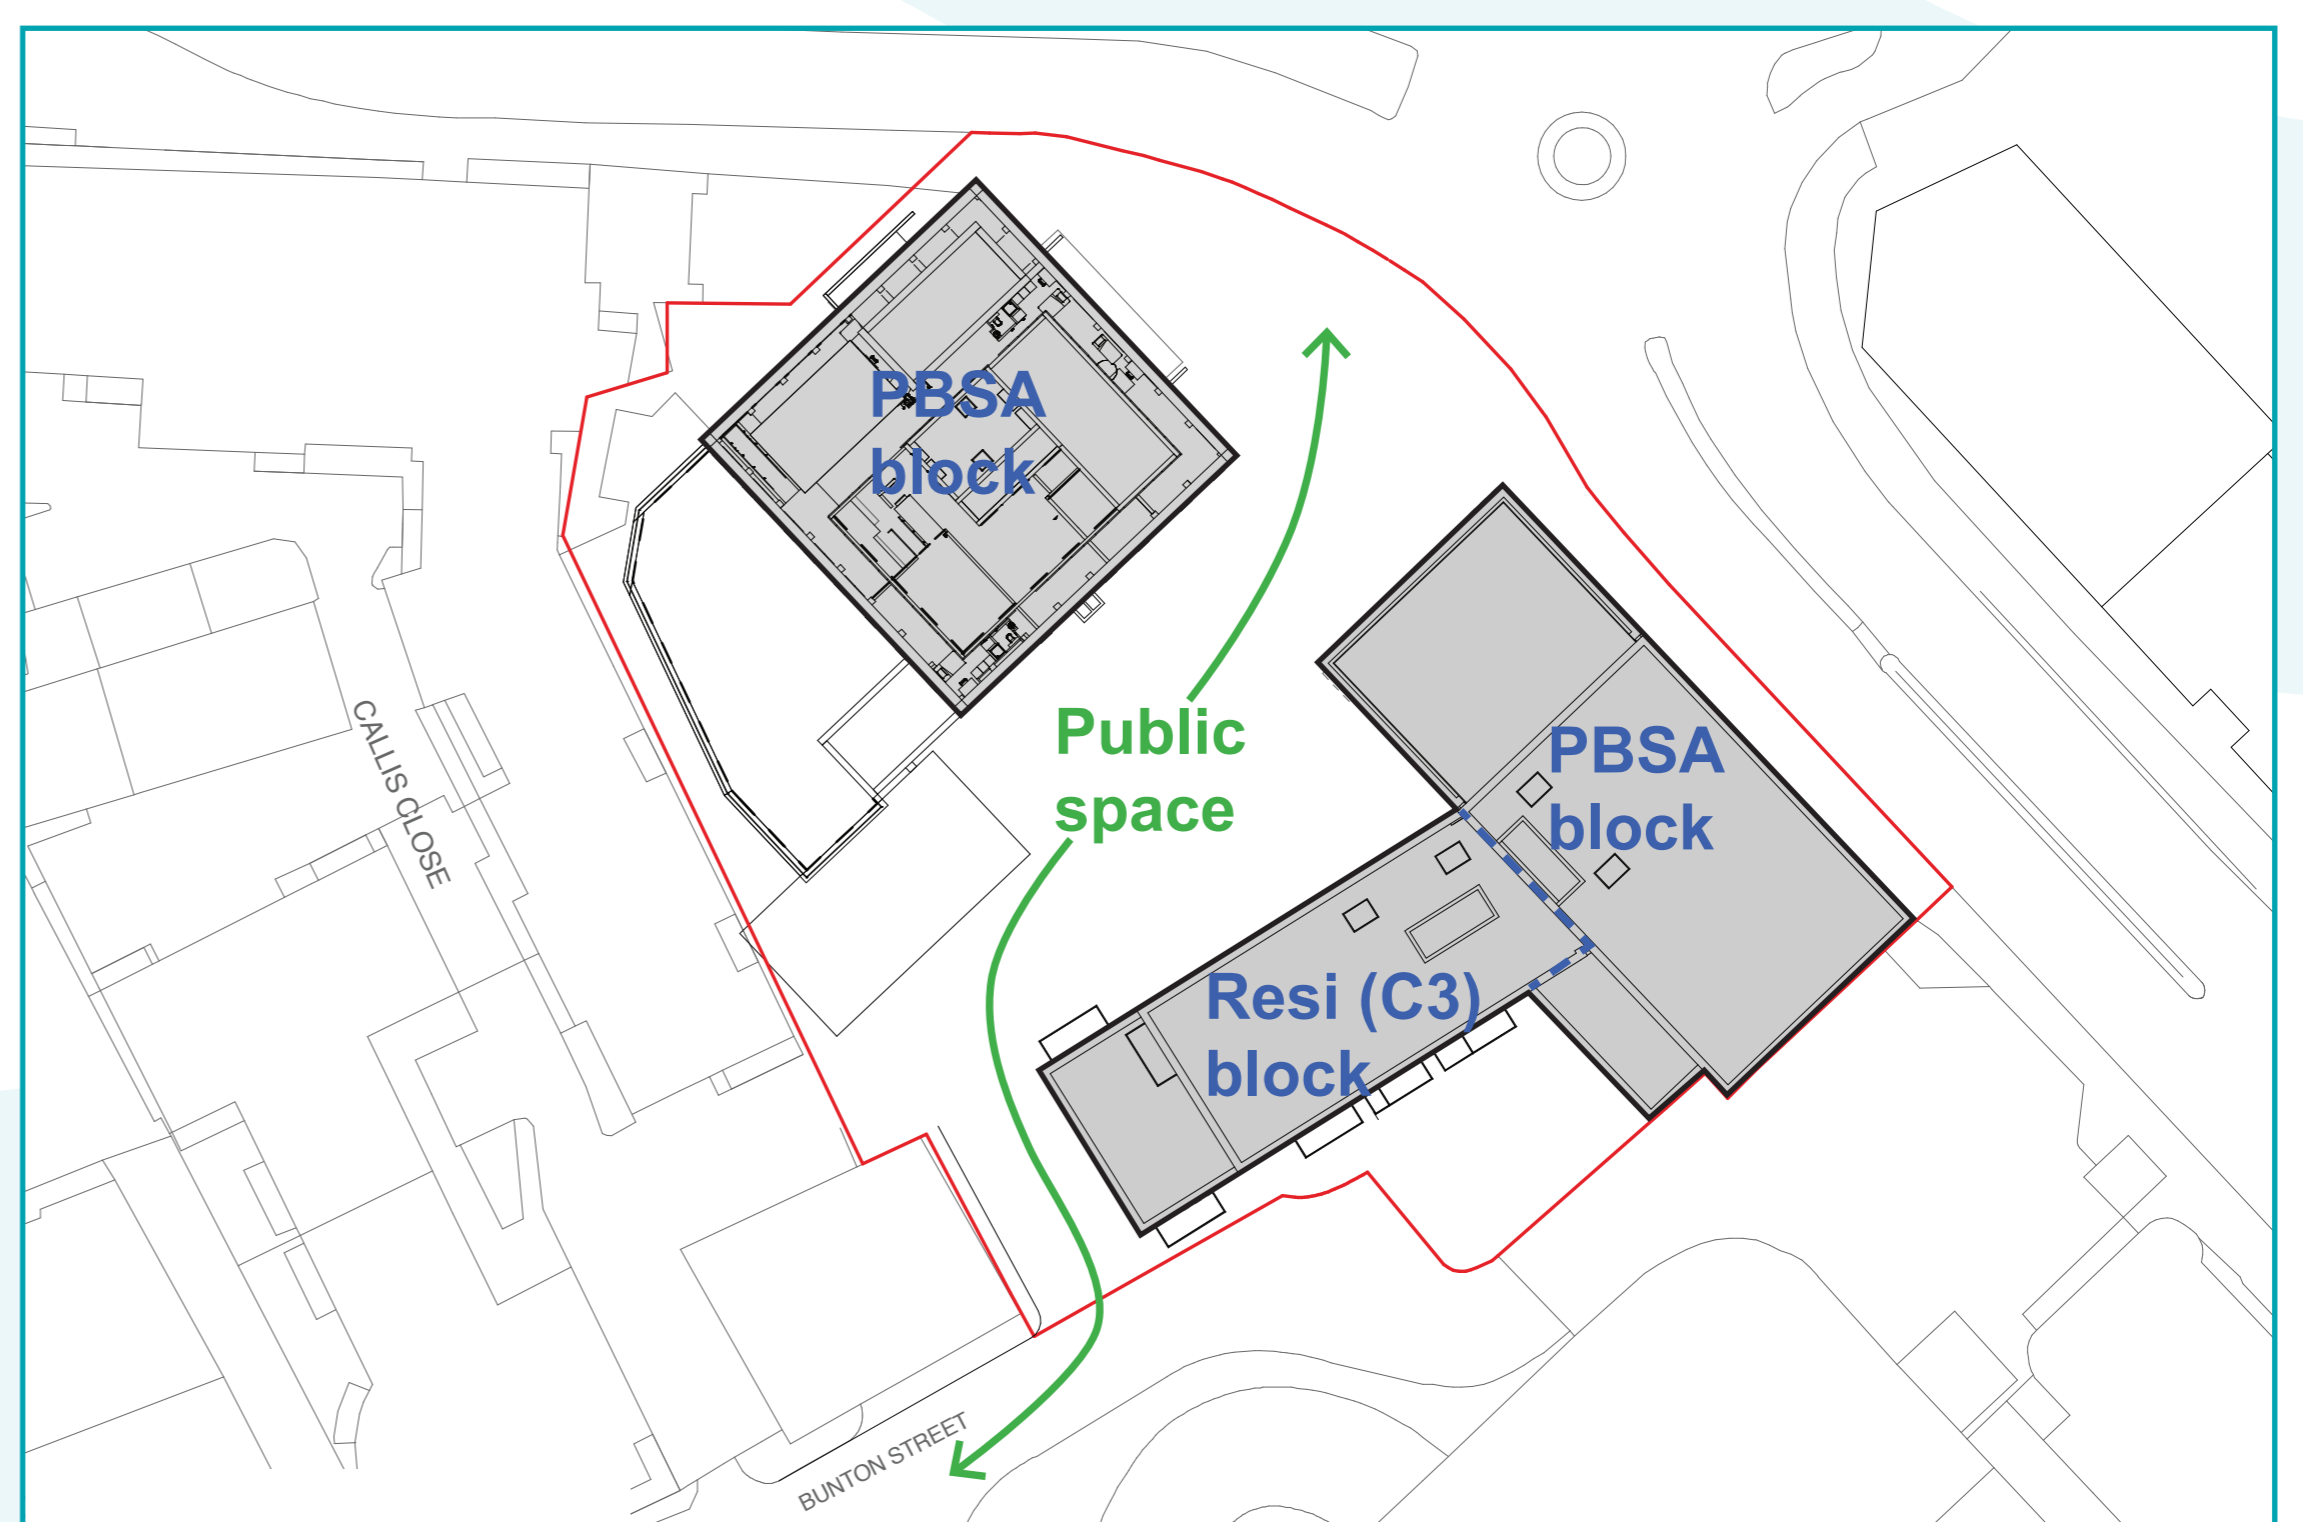 PBSA
block
Public
space
PBSA
block
Resi (C3)
block
CALLIS CLOSE
BUNTON STREET